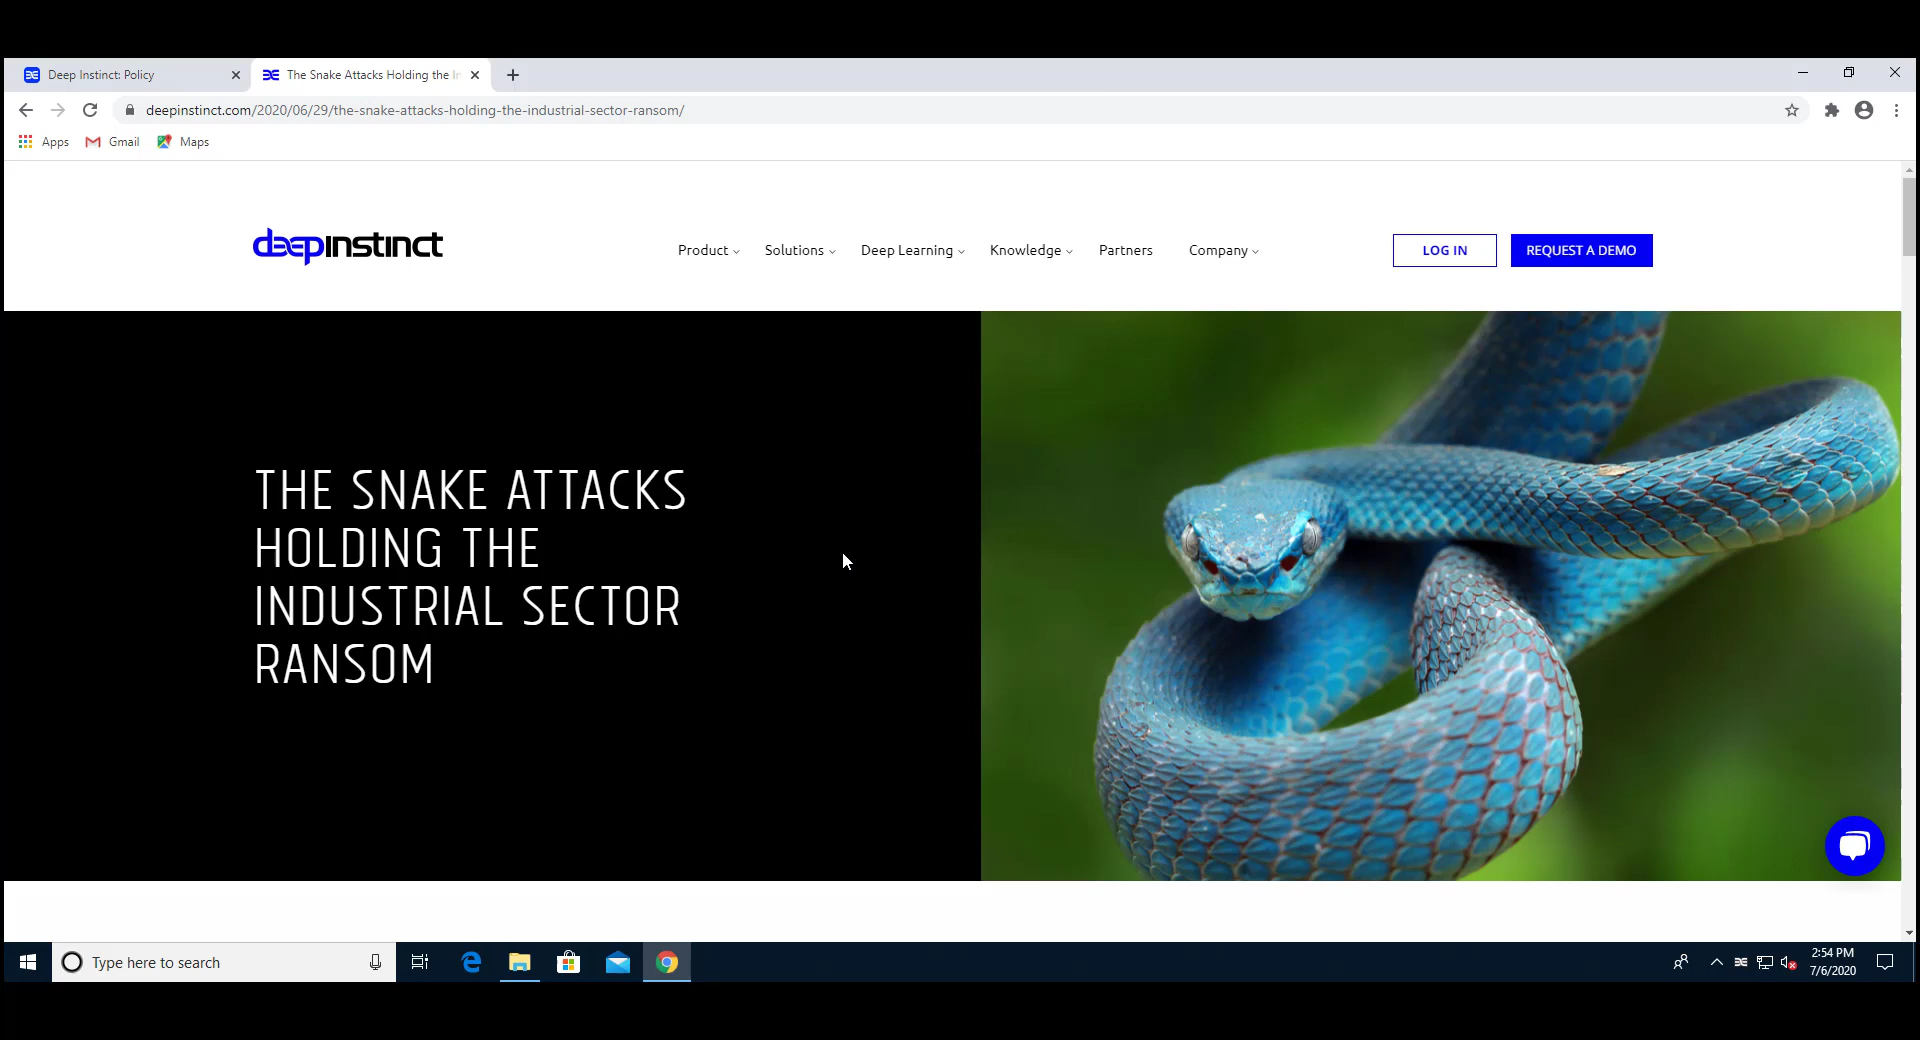 Deep Instinct: Policy
The Snake Attacks Holding the In
deepinstinct.com/2020/06/29/the-snake-attacks-holding-the-industrial-sector-ransom/
Apps Gmail Maps
deepinstinct
Product Solutions Deep Learning Knowledge Partners Company LOG IN REQUEST A DEMO
THE SNAKE ATTACKS
HOLDING THE
INDUSTRIAL SECTOR
RANSOM
Type here to search
2:54 PM
7/6/2020